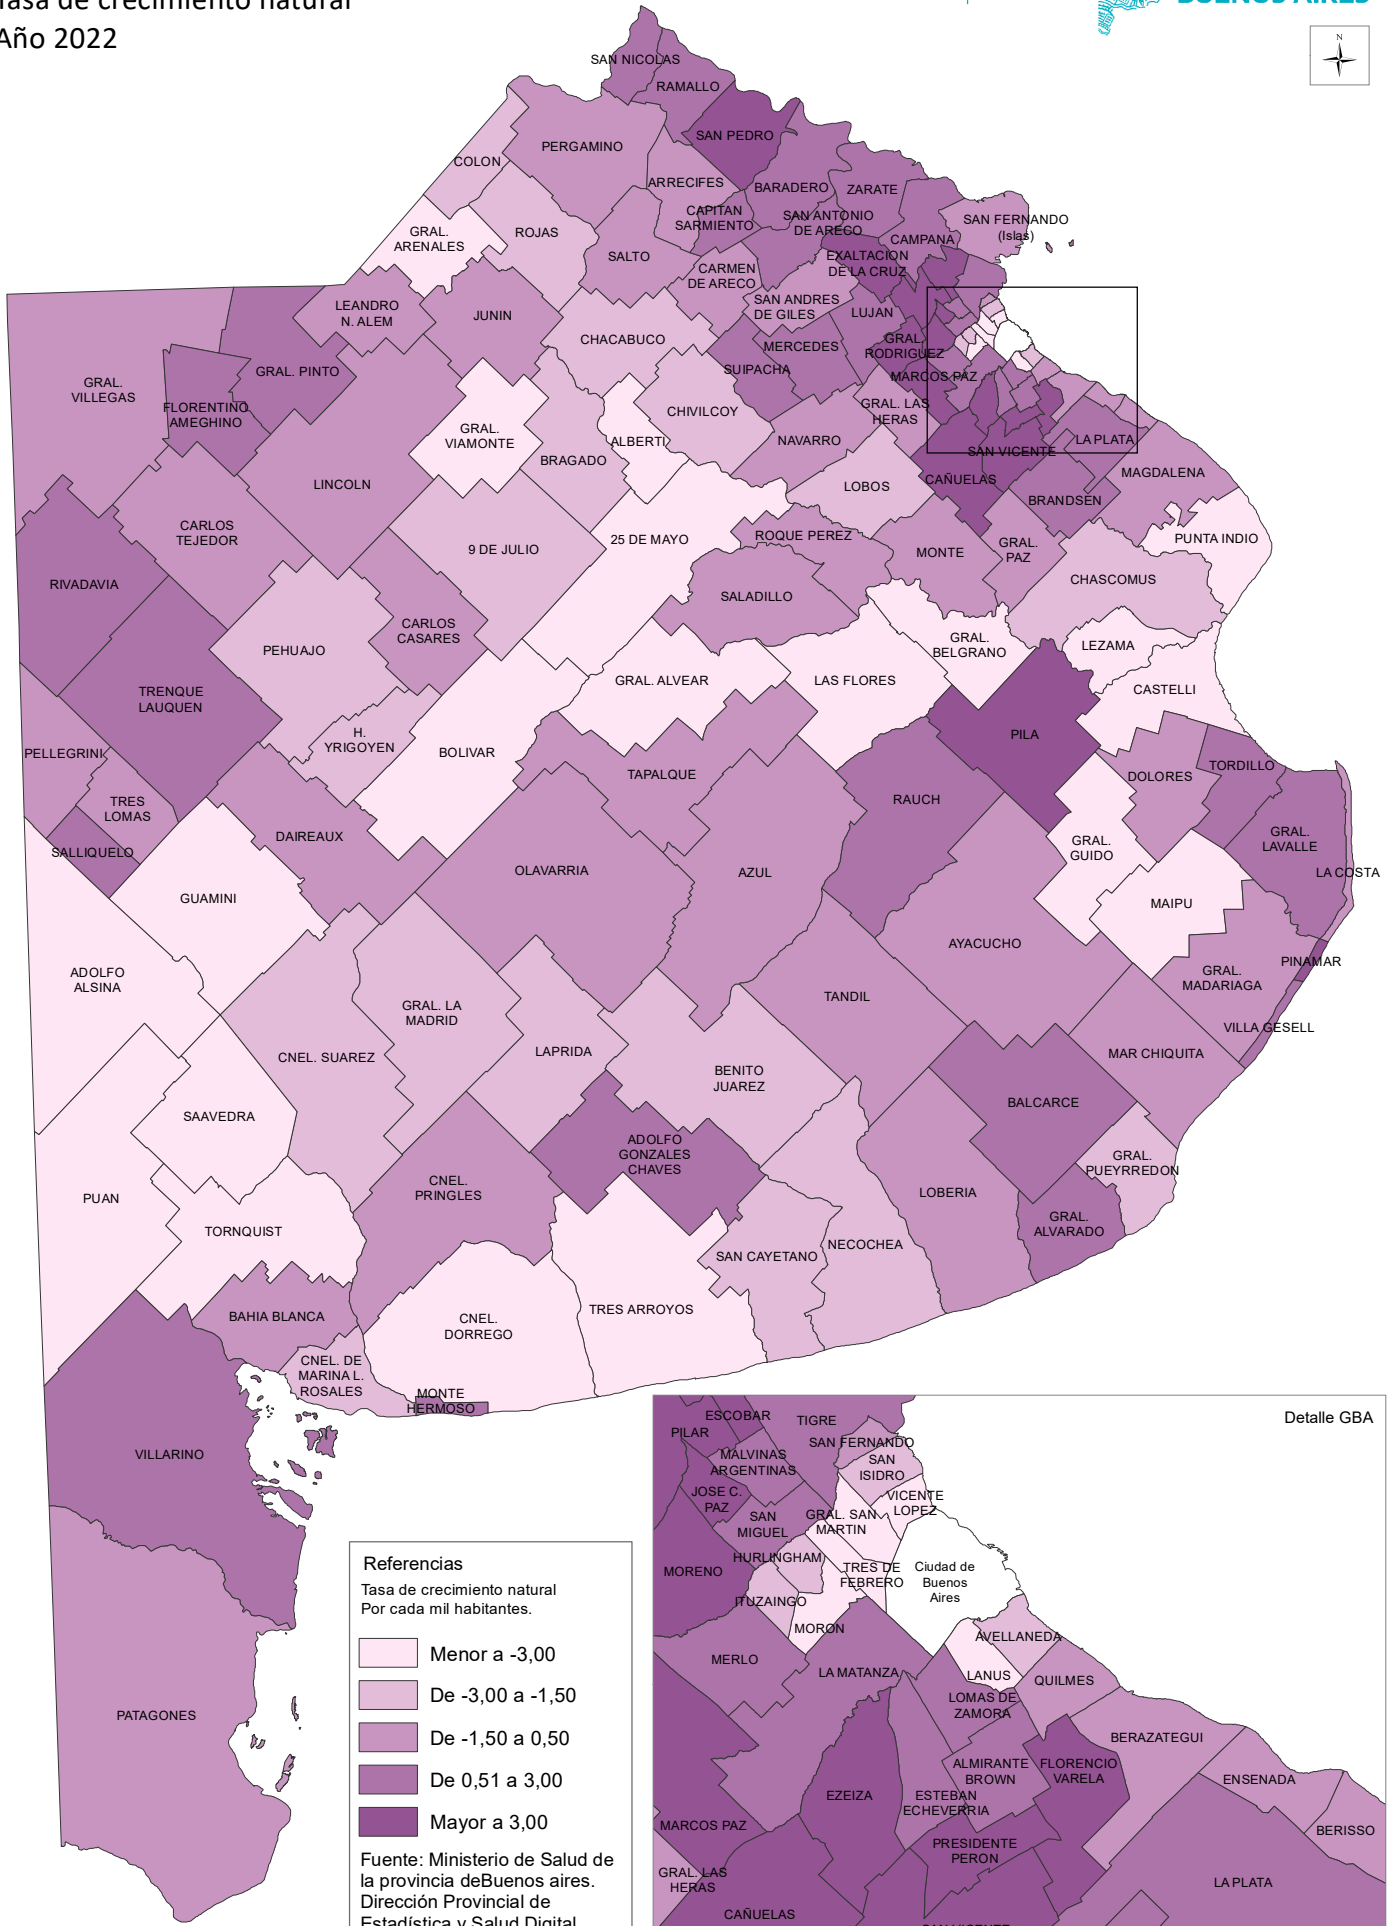 Tasa de crecimiento natural
Año 2022
BUENOS AIRES
N
SAN NICOLAS
RAMALLO
SAN PEDRO
PERGAMINO
COLON
ARRECIFES
BARADERO
ZARATE
CAPITAN
SARMIENTO
SAN ANTONIO
DE ARECO
SAN FERNANDO
(Islas)
CAMPANA
GRAL.
ARENALES
ROJAS
SALTO
EXALTACION
DE LA CRUZ
CARMEN
DE ARECO
SAN ANDRES
DE GILES
LUJAN
LEANDRO
N. ALEM
JUNIN
CHACABUCO
MERCEDES
GRAL.
RODRIGUEZ
SUIPACHA
MARCOS PAZ
GRAL. PINTO
GRAL.
VILLEGAS
FLORENTINO
AMEGHINO
GRAL.
VIAMONTE
ALBERTI
CHIVILCOY
GRAL. LAS
HERAS
NAVARRO
BRAGADO
LA PLATA
SAN VICENTE
MAGDALENA
LINCOLN
LOBOS
CAÑUELAS
BRANDSEN
CARLOS
TEJEDOR
9 DE JULIO
25 DE MAYO
ROQUE PEREZ
MONTE
GRAL.
PAZ
PUNTA INDIO
RIVADAVIA
CHASCOMUS
SALADILLO
CARLOS
CASARES
PEHUAJO
GRAL.
BELGRANO
LEZAMA
TRENQUE
LAUQUEN
GRAL. ALVEAR
LAS FLORES
CASTELLI
H.
YRIGOYEN
BOLIVAR
PILA
PELLEGRINI
TAPALQUE
TORDILLO
DOLORES
TRES
LOMAS
RAUCH
DAIREAUX
GRAL.
LAVALLE
GRAL.
GUIDO
SALLIQUELO
OLAVARRIA
AZUL
LA COSTA
GUAMINI
MAIPU
AYACUCHO
PINAMAR
ADOLFO
ALSINA
GRAL.
MADARIAGA
TANDIL
GRAL. LA
MADRID
VILLA GESELL
CNEL. SUAREZ
LAPRIDA
MAR CHIQUITA
BENITO
JUAREZ
BALCARCE
SAAVEDRA
ADOLFO
GONZALES
CHAVES
GRAL.
PUEYRREDON
CNEL.
PRINGLES
LOBERIA
PUAN
GRAL.
ALVARADO
TORNQUIST
NECOCHEA
SAN CAYETANO
BAHIA BLANCA
TRES ARROYOS
CNEL.
DORREGO
CNEL. DE
MARINA L.
ROSALES
MONTE
HERMOSO
VILLARINO
PATAGONES
Detalle GBA
ESCOBAR
PILAR
TIGRE
SAN FERNANDO
MALVINAS
ARGENTINAS
SAN
ISIDRO
JOSE C.
PAZ
VICENTE
LOPEZ
SAN
MIGUEL
GRAL. SAN
MARTIN
HURLINGHAM
MORENO
TRES DE
FEBRERO
Ciudad de
Buenos
Aires
ITUZAINGO
MORON
AVELLANEDA
MERLO
LA MATANZA
LANUS
QUILMES
LOMAS DE
ZAMORA
BERAZATEGUI
ALMIRANTE
BROWN
FLORENCIO
VARELA
ENSENADA
EZEIZA
ESTEBAN
ECHEVERRIA
MARCOS PAZ
BERISSO
PRESIDENTE
PERON
GRAL. LAS
HERAS
LA PLATA
CAÑUELAS
SAN VICENTE
Referencias
Tasa de crecimiento natural
Por cada mil habitantes.
Menor a -3,00
De -3,00 a -1,50
De -1,50 a 0,50
De 0,51 a 3,00
Mayor a 3,00
Fuente: Ministerio de Salud de
la provincia deBuenos aires.
Dirección Provincial de
Estadística y Salud Digital